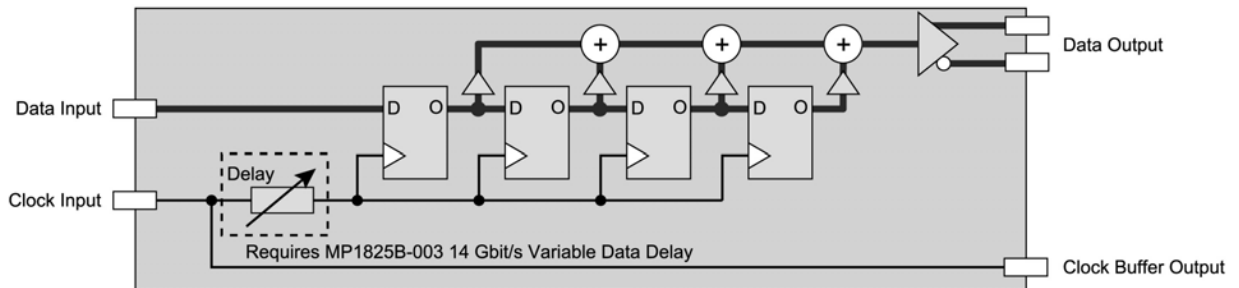 Data Output
+ + +
Data Input
D O D O D O D O
Delay
Clock Input
Requires MP1825B-003 14 Gbit/s Variable Data Delay
Clock Buffer Output